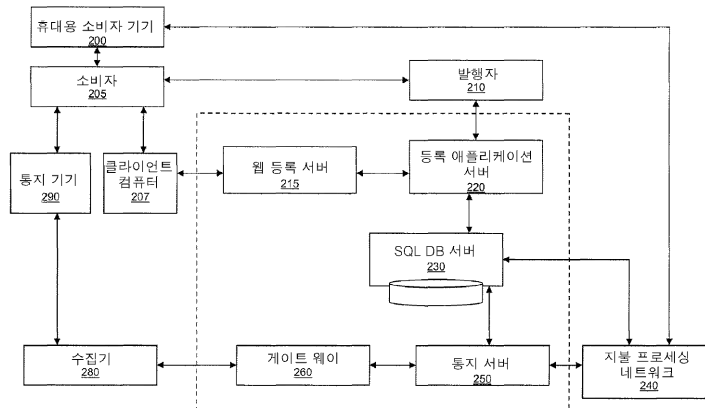 휴대용 소비자 기기
200
소비자
205
발행자
210
통지 기기
290
클라이언트
컴퓨터
207
웹 등록 서버
215
등록 애플리케이션
서버
220
SQL DB 서버
230
수집기
280
게이트 웨이
260
통지 서버
250
지불 프로세싱
네트워크
240